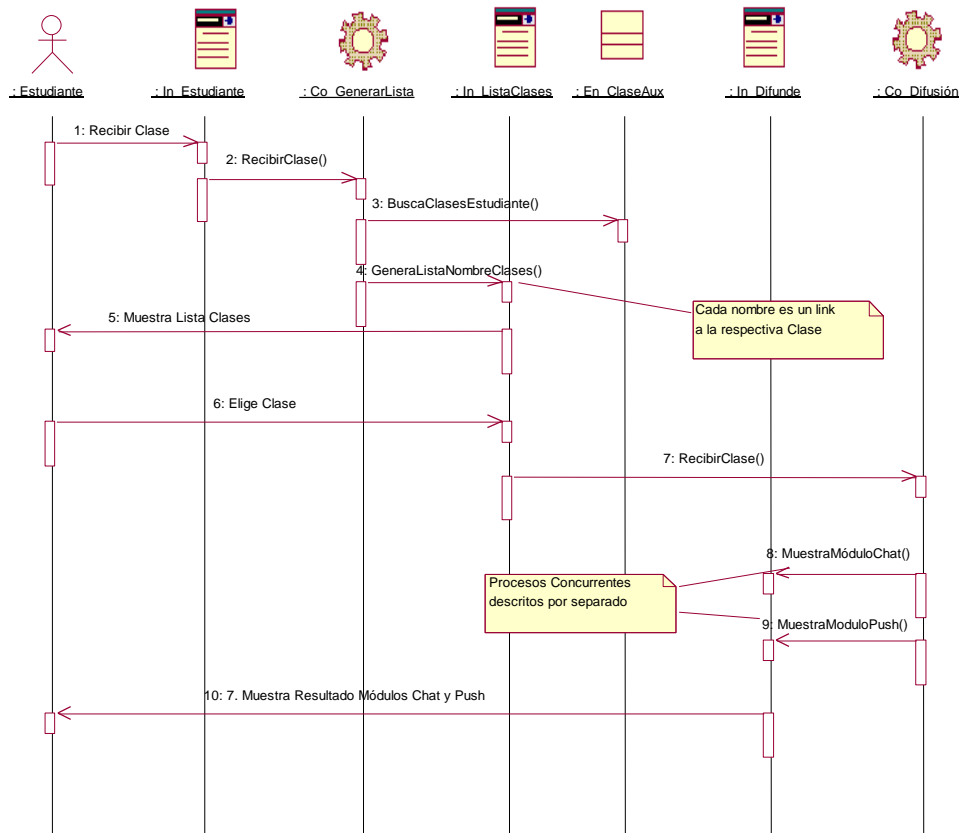 : Estudiante
: In_Estudiante
: Co_GenerarLista
: In_ListaClases
: En_ClaseAux
: In_Difunde
: Co_Difusión
1: Recibir Clase
2: RecibirClase()
3: BuscaClasesEstudiante()
4: GeneraListaNombreClases()
Cada nombre es un link
a la respectiva Clase
5: Muestra Lista Clases
6: Elige Clase
7: RecibirClase()
8: MuestraMóduloChat()
Procesos Concurrentes
descritos por separado
9: MuestraModuloPush()
10: 7. Muestra Resultado Módulos Chat y Push